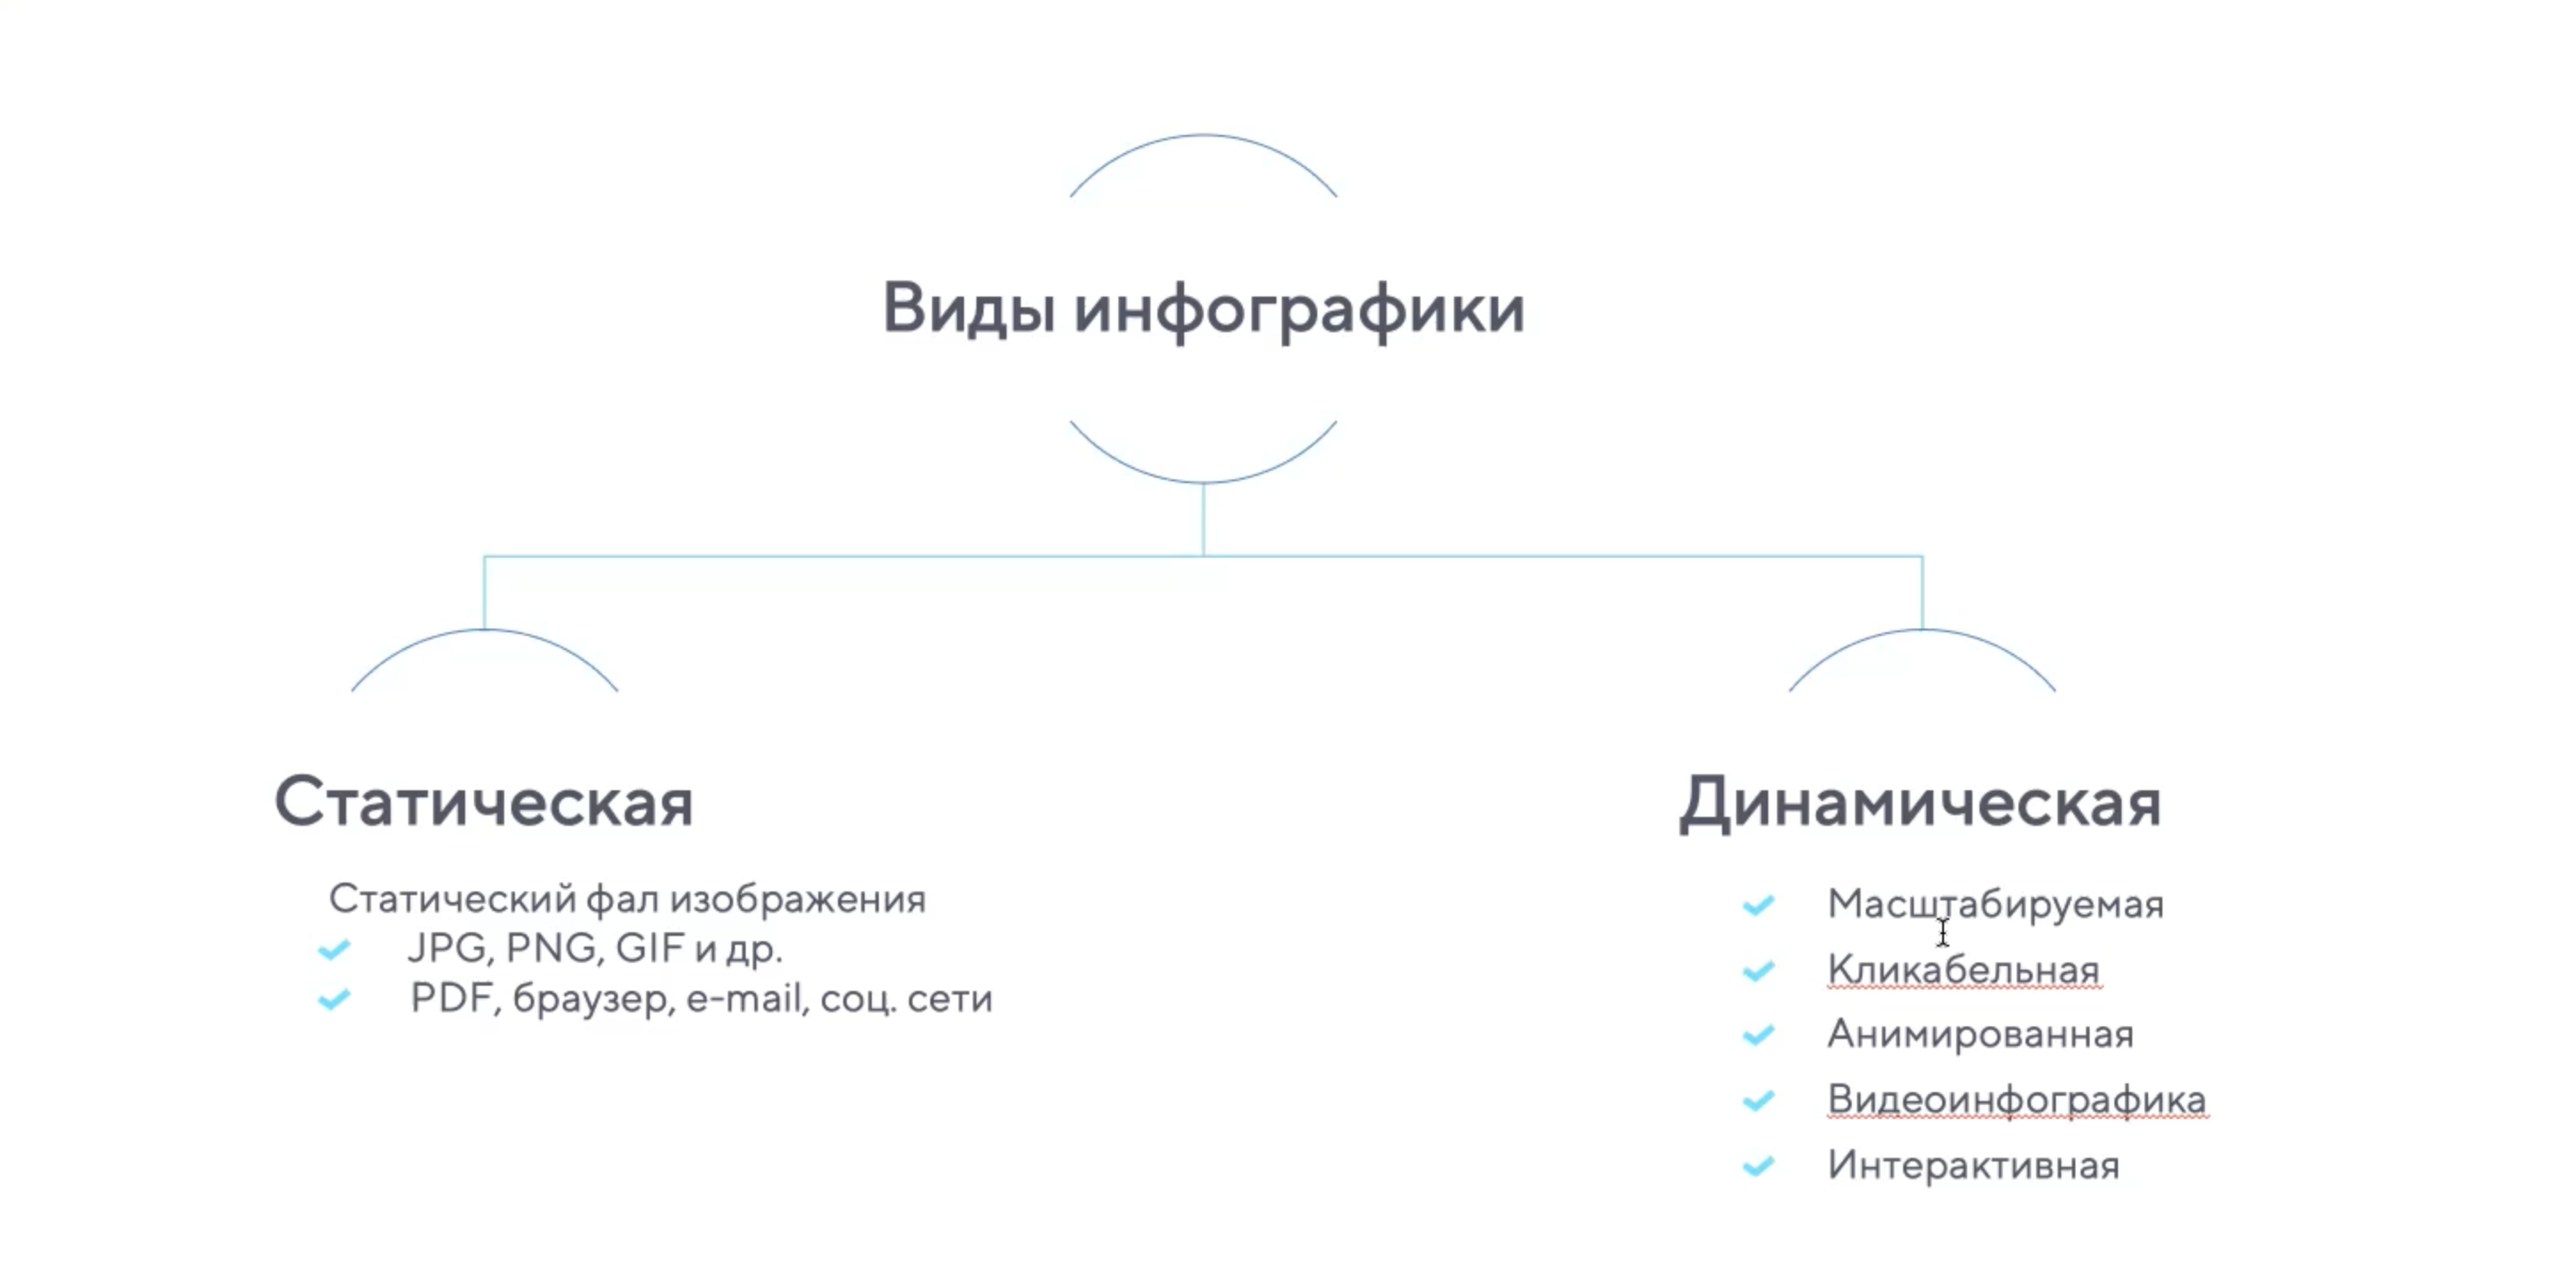 Виды инфографики
Статическая
Статический фал изображения
JPG, PNG, GIF и др.
PDF, браузер, e-mail, соц. сети
Динамическая
Масштабируемая
Кликабельная
Анимированная
Видеоинфографика
Интерактивная